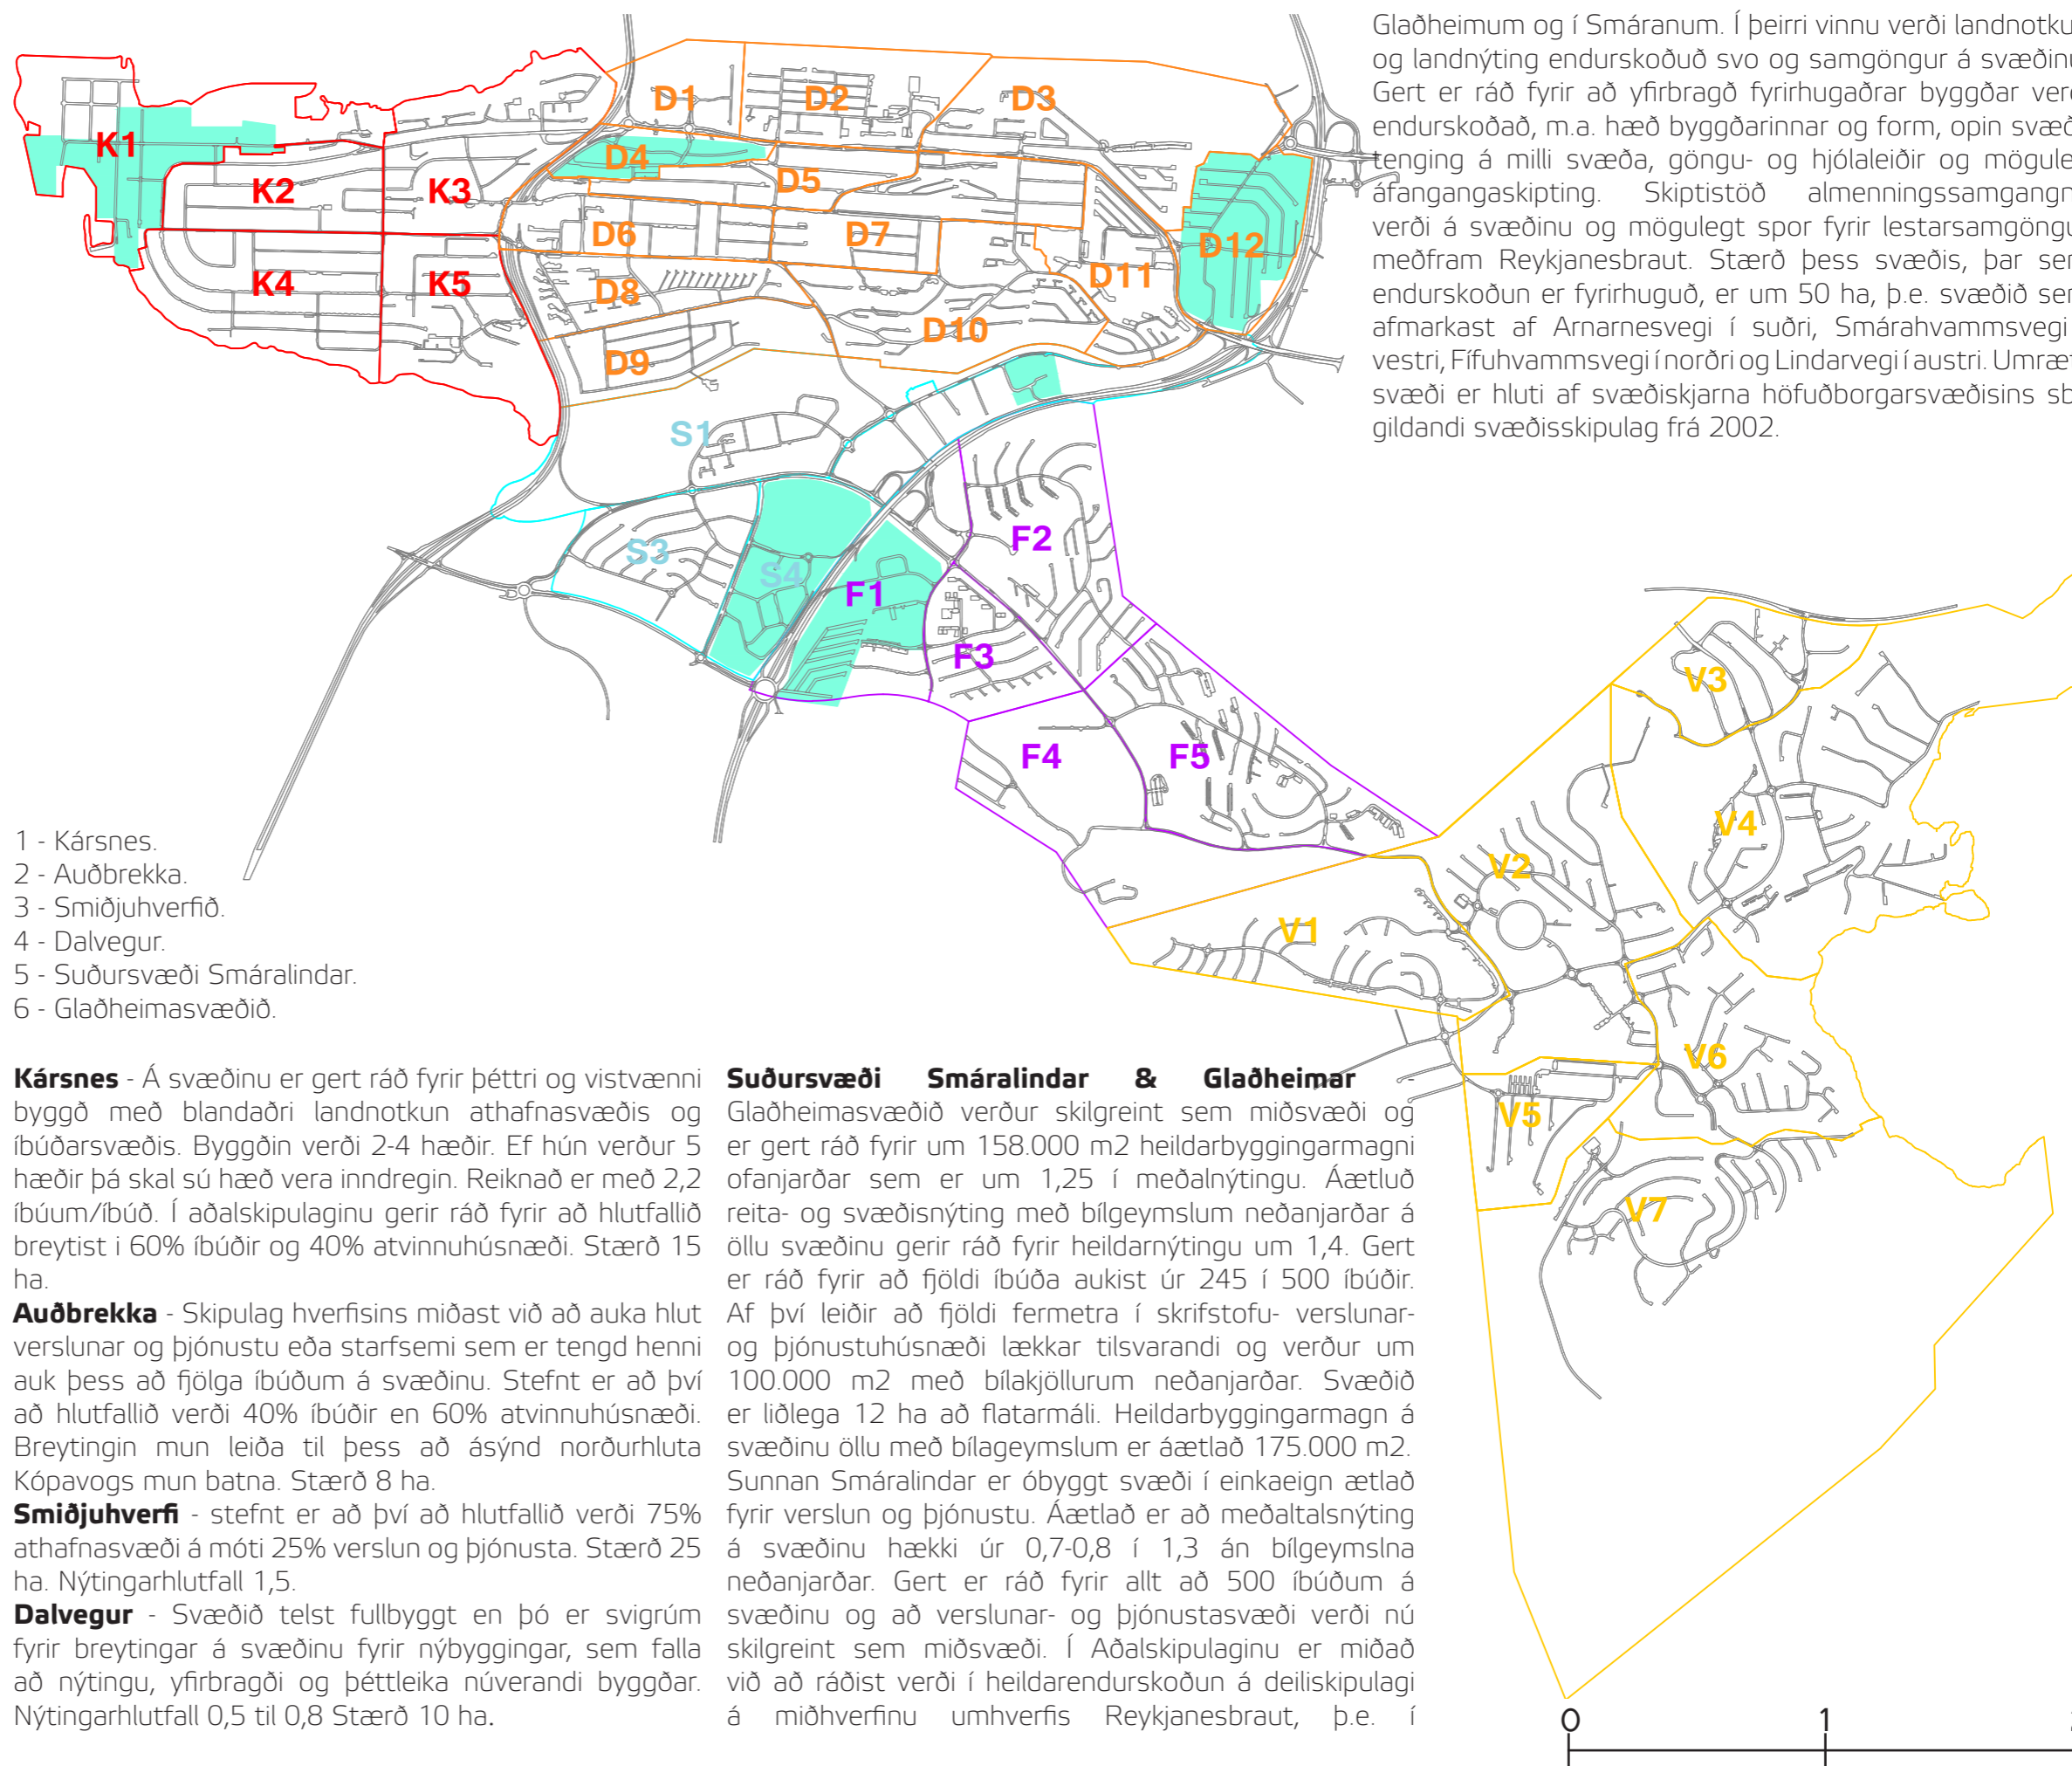 K1
K2
K3
K4
K5
D1
D2
D3
D4
D5
D6
D7
D8
D9
D10
D11
D12
S1
S3
S4
F1
F2
F3
F4
F5
V1
V2
V3
V4
V5
V6
V7
1 - Kársnes.
2 - Auðbrekka.
3 - Smiðjuhverfið.
4 - Dalvegur.
5 - Suðursvæði Smáralindar.
6 - Glaðheimasvæðið.
Kársnes - Á svæðinu er gert ráð fyrir þéttri og vistvænni
byggð með blandaðri landnotkun athafnasvæðis og
íbúðarsvæðis. Byggðin verði 2-4 hæðir. Ef hún verður 5
hæðir þá skal sú hæð vera inndregin. Reiknað er með 2,2
íbúum/íbúð. Í aðalskipulaginu gerir ráð fyrir að hlutfallið
breytist i 60% íbúðir og 40% atvinnuhúsnæði. Stærð 15
ha.
Auðbrekka - Skipulag hverfisins miðast við að auka hlut
verslunar og þjónustu eða starfsemi sem er tengd henni
auk þess að fjölga íbúðum á svæðinu. Stefnt er að því
að hlutfallið verði 40% íbúðir en 60% atvinnuhúsnæði.
Breytingin mun leiða til þess að ásýnd norðurhluta
Kópavogs mun batna. Stærð 8 ha.
Smiðjuhverfi - stefnt er að því að hlutfallið verði 75%
athafnasvæði á móti 25% verslun og þjónusta. Stærð 25
ha. Nýtingarhlutfall 1,5.
Dalvegur - Svæðið telst fullbyggt en þó er svigrúm
fyrir breytingar á svæðinu fyrir nýbyggingar, sem falla
að nýtingu, yfirbragði og þéttleika núverandi byggðar.
Nýtingarhlutfall 0,5 til 0,8 Stærð 10 ha.
Suðursvæði Smáralindar & Glaðheimar -
Glaðheimasvæðið verður skilgreint sem miðsvæði og
er gert ráð fyrir um 158.000 m2 heildarbyggingarmagni
ofanjarðar sem er um 1,25 í meðalnýtingu. Áætluð
reita- og svæðisnýting með bílgeymslum neðanjarðar á
öllu svæðinu gerir ráð fyrir heildarnýtingu um 1,4. Gert
er ráð fyrir að fjöldi íbúða aukist úr 245 í 500 íbúðir.
Af því leiðir að fjöldi fermetra í skrifstofu- verslunar-
og þjónustuhúsnæði lækkar tilsvarandi og verður um
100.000 m2 með bílakjöllurum neðanjarðar. Svæðið
er liðlega 12 ha að flatarmáli. Heildarbyggingarmagn á
svæðinu öllu með bílageymslum er áætlað 175.000 m2.
Sunnan Smáralindar er óbyggt svæði í einkaeign ætlað
fyrir verslun og þjónustu. Áætlað er að meðaltalsnýting
á svæðinu hækki úr 0,7-0,8 í 1,3 án bílgeymslna
neðanjarðar. Gert er ráð fyrir allt að 500 íbúðum á
svæðinu og að verslunar- og þjónustasvæði verði nú
skilgreint sem miðsvæði. Í Aðalskipulaginu er miðað
við að ráðist verði í heildarendurskoðun á deiliskipulagi
á miðhverfinu umhverfis Reykjanesbraut, þ.e. í
Glaðheimum og í Smáranum. Í þeirri vinnu verði landnotku
og landnýting endurskoðuð svo og samgöngur á svæðinu
Gert er ráð fyrir að yfirbragð fyrirhugaðrar byggðar verð
endurskoðað, m.a. hæð byggðarinnar og form, opin svæð
tenging á milli svæða, göngu- og hjólaleiðir og möguleg
áfangangaskipting. Skiptistöð almenningssamgangn
verði á svæðinu og mögulegt spor fyrir lestarsamgöngu
meðfram Reykjanesbraut. Stærð þess svæðis, þar sem
endurskoðun er fyrirhuguð, er um 50 ha, þ.e. svæðið sem
afmarkast af Arnarnesvegi í suðri, Smárahvammsvegi
vestri, Fífuhvammsvegi í norðri og Lindarvegi í austri. Umræt
svæði er hluti af svæðiskjarna höfuðborgarsvæðisins sb
gildandi svæðisskipulag frá 2002.
0 1